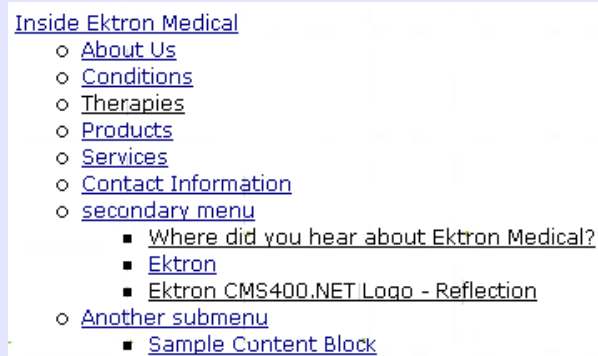 Inside Ektron Medical
About Us
Conditions
Therapies
Products
Services
Contact Information
secondary menu
Where did you hear about Ektron Medical?
Ektron
Ektron CMS400.NET Logo - Reflection
Another submenu
Sample Content Block